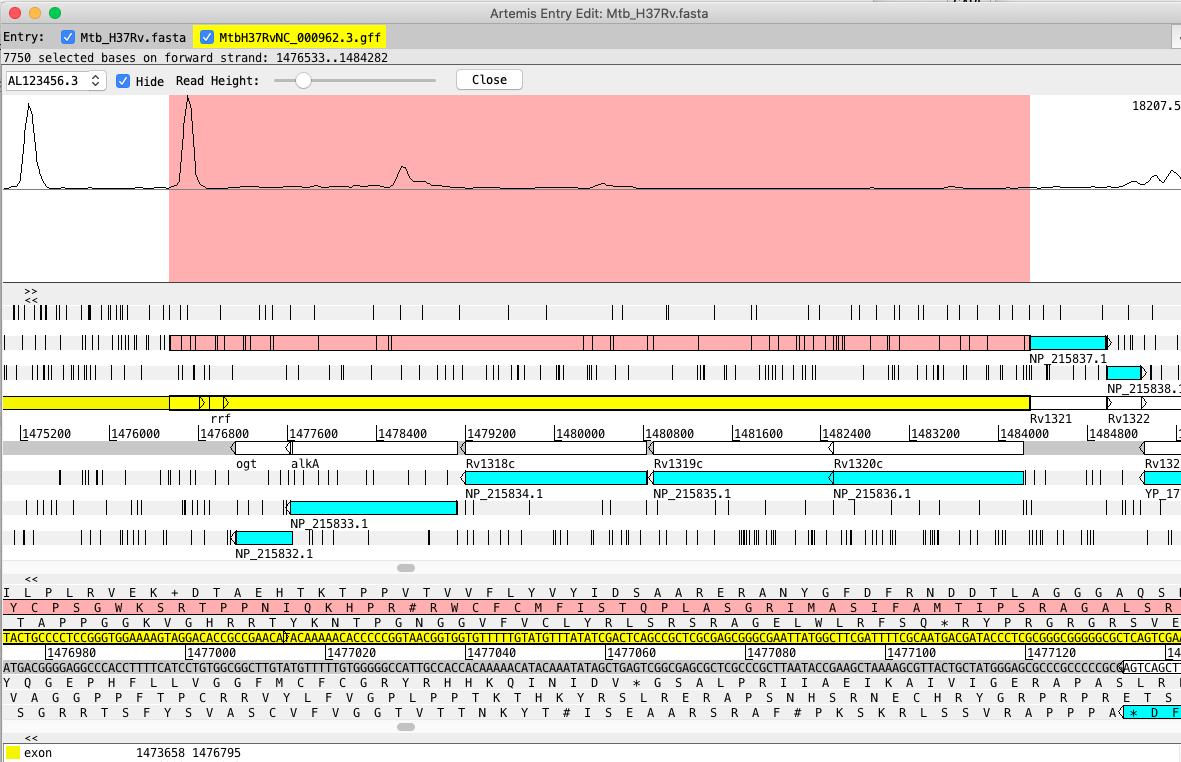 Artemis Entry Edit: Mtb_H37Rv.fasta
Entry: Mtb_H37Rv.fasta MtbH37RvNC_000962.3.gff
7750 selected bases on forward strand: 1476533..1484282
AL123456.3 Hide Read Height: Close
18207.5
>>
<<
NP_215837.1
NP_215838.1
rrf Rv1321 Rv1322
1475200 1476000 1476800 1477600 1478400 1479200 1480000 1480800 1481600 1482400 1483200 1484000 1484800
ogt alkA Rv1318c Rv1319c Rv1320c Rv132
NP_215834.1 NP_215835.1 NP_215836.1 YP_17
NP_215833.1
NP_215832.1
<<
I L P L R V E K + D T A E H T K T P P V T V V F L Y V Y I D S A A R E R A N Y G F D F R N D D T L A G G G A Q S
Y C P S G W K S R T P P N I Q K H P R # R W C F C M F I S T Q P L A S G R I M A S I F A M T I P S R A G A L S R
T A P P G G K V G H R R T Y K N T P G N G G V F V C L Y R L S R S R A G E L W L R F S Q * R Y P R G R G R S V E
TACTGCCCCTCCGGGTGGAAAAGTAGGACACCGCCGAACATACAAAAACACCCCCGGTAACGGTGGTGTTTTTGTATGTTTATATCGACTCAGCCGCTCGCGAGCGGGCGAATTATGGCTTCGATTTTCGCAATGACGATACCCTCGCGGGCGGGGCGCTCAGTCGAA
1476980 1477000 1477020 1477040 1477060 1477080 1477100 1477120
ATGACGGGGAGGCCCACCTTTTCATCCTGTGGCGGCTTGTATGTTTTTGTGGGGGCCATTGCCACCACAAAAACATACAAATATAGCTGAGTCGGCGAGCGCTCGCCCGCTTAATACCGAAGCTAAAAGCGTTACTGCTATGGGAGCGCCCGCCCCGCGAGTCAGCTT
Y Q G E P H F L L V G G F M C F C G R Y R H H K Q I N I D V * G S A L P R I I A E I K A I V I G E R A P A S L R
V A G G P P F T P C R R V Y L F V G P L P P T K T H K Y R S L R E R A P S N H S R N E C H R Y G R P R P R E T S
S G R R T S F Y S V A S C V F V G G T V T T N K Y T # I S E A A R S R A F # P K S K R L S S V R A P P P A * D F
<<
exon 1473658 1476795